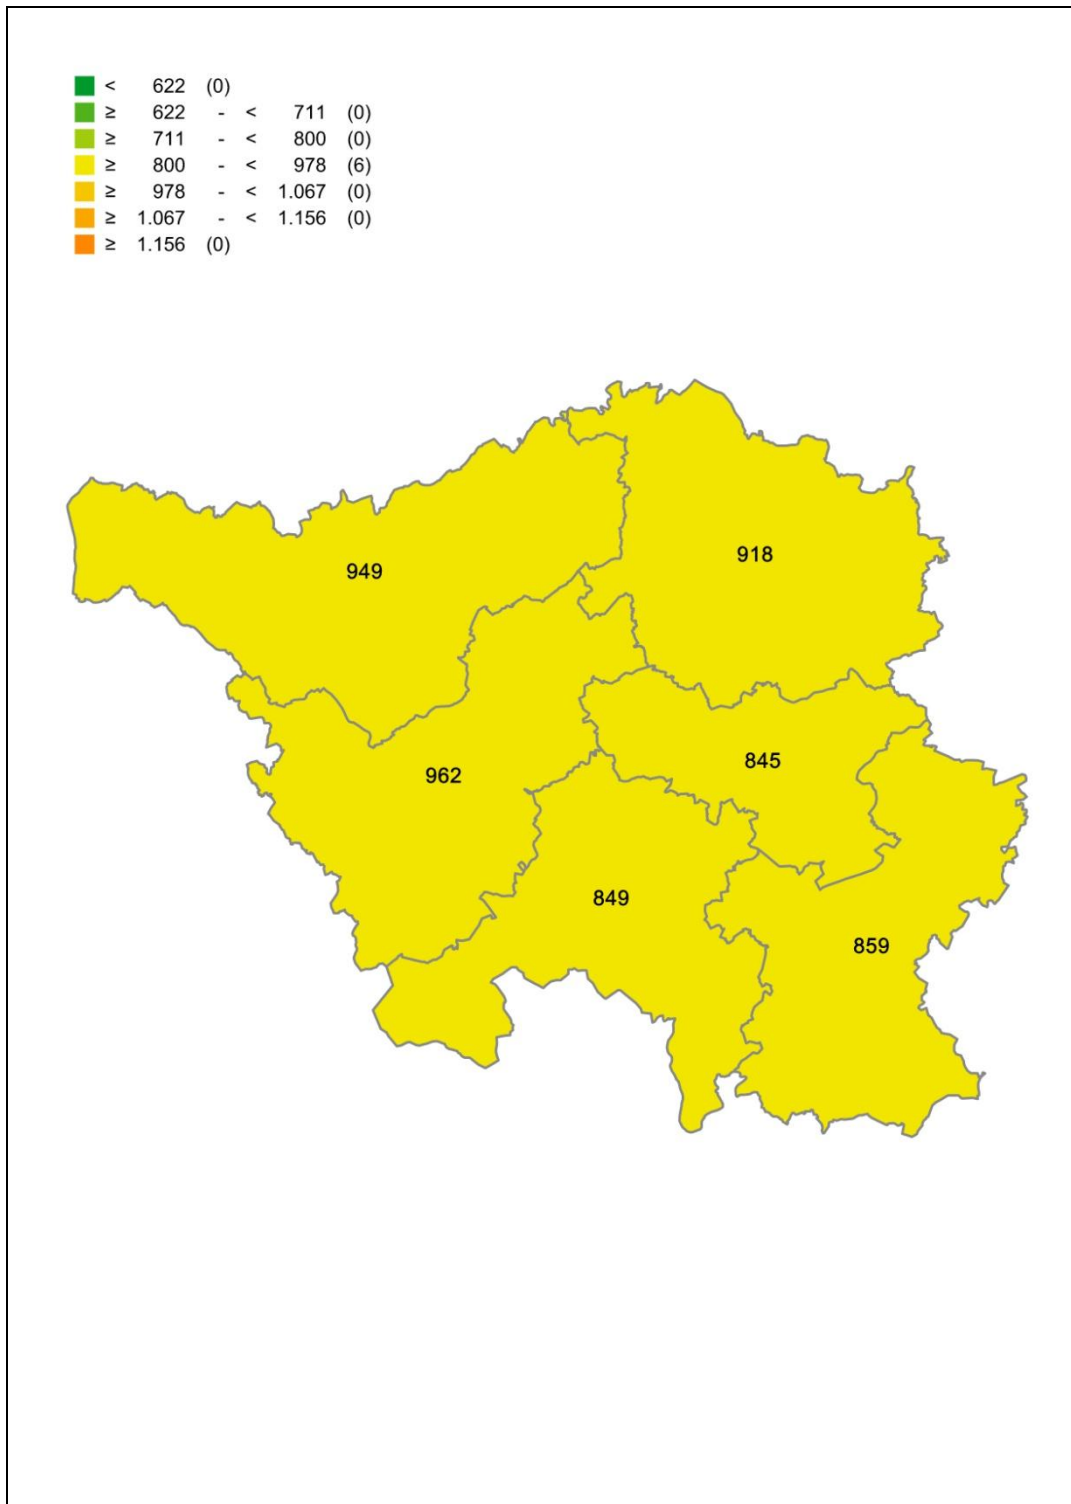 < 622 (0)
≥ 622 - < 711 (0)
≥ 711 - < 800 (0)
≥ 800 - < 978 (6)
≥ 978 - < 1.067 (0)
≥ 1.067 - < 1.156 (0)
≥ 1.156 (0)
918
949
845
962
849
859